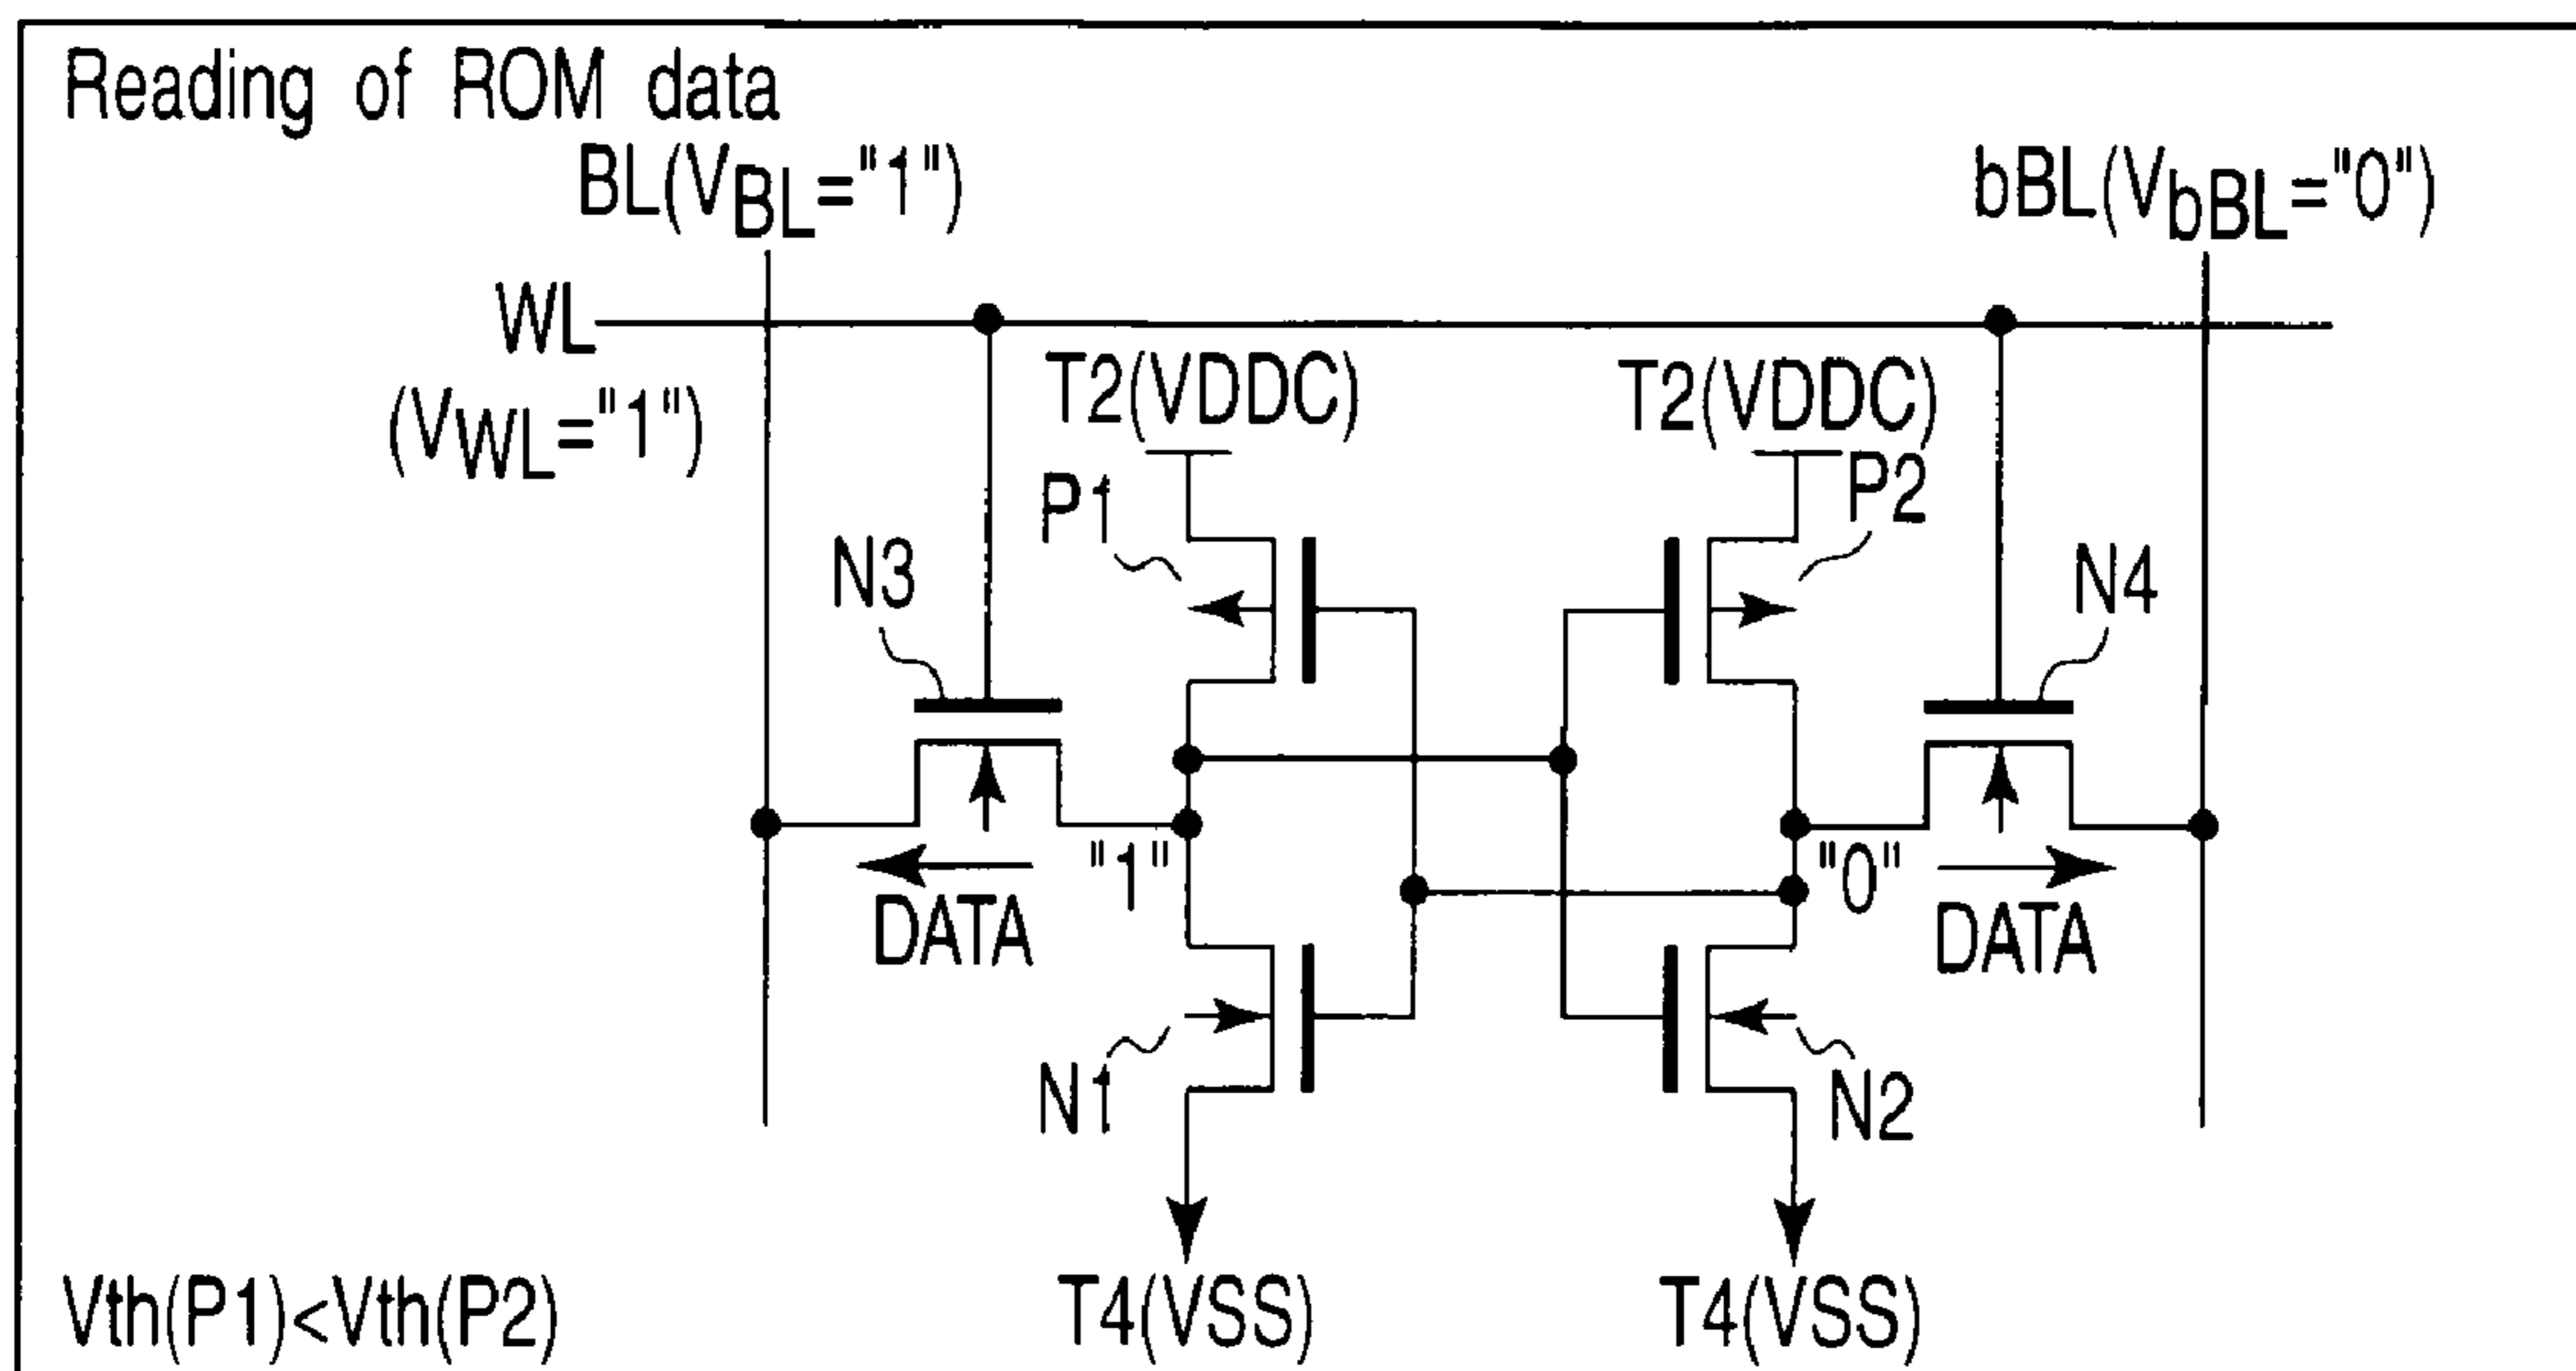 Reading of ROM data
BL(VBL="1")
bBL(VbBL="0")
WL
(VWL="1")
T2(VDDC)
T2(VDDC)
P1
P2
N3
N4
"1"
"0"
DATA
DATA
N1
N2
T4(VSS)
T4(VSS)
Vth(P1)<Vth(P2)